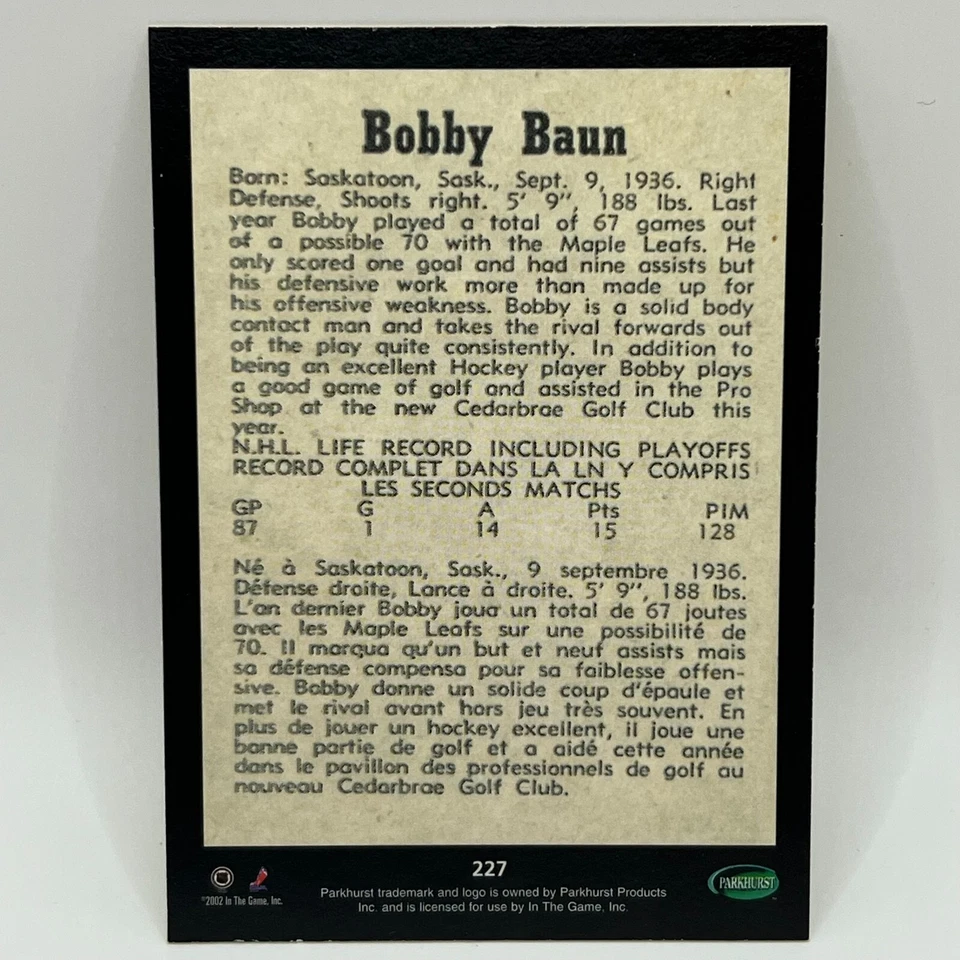 Bobby Baun
Born: Saskatoon, Sask., Sept. 9, 1936. Right
Defense, Shoots right. 5' 9", 188 lbs. Last
year Bobby played a total of 67 games out
of a possible 70 with the Maple Leafs. He
only scored one goal and had nine assists but
his defensive work more than made up for
his offensive weakness. Bobby is a solid body
contact man and takes the rival forwards out
of the play quite consistently. In addition to
being an excellent Hockey player Bobby plays
a good game of golf and assisted in the Pro
Shop at the new Cedarbrae Golf Club this
year.
N.H.L. LIFE RECORD INCLUDING PLAYOFFS
RECORD COMPLET DANS LA LN Y COMPRIS
LES SECONDS MATCHS
GP G A Pts PIM
87 1 14 15 128
Né à Saskatoon, Sask., 9 septembre 1936.
Défense droite, Lance à droite. 5' 9", 188 lbs.
L'an dernier Bobby joua un total de 67 joutes
avec les Maple Leafs sur une possibilité de
70. Il marqua qu'un but et neuf assists mais
sa défense compensa pour sa faiblesse offen-
sive. Bobby donne un solide coup d'épaule et
met le rival avant hors jeu très souvent. En
plus de jouer un hockey excellent, il joue une
bonne partie de golf et a aidé cette année
dans le pavillon des professionnels de golf au
nouveau Cedarbrae Golf Club.
227
©2002 In The Game, Inc.
Parkhurst trademark and logo is owned by Parkhurst Products
Inc. and is licensed for use by In The Game, Inc.
PARKHURST